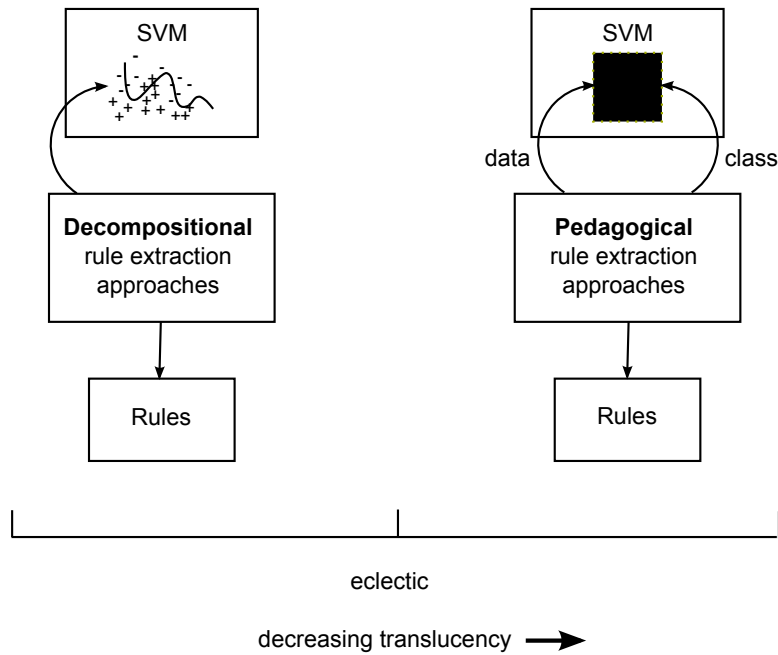 SVM
Decompositional
rule extraction
approaches
Rules
SVM
data
class
Pedagogical
rule extraction
approaches
Rules
eclectic
decreasing translucency